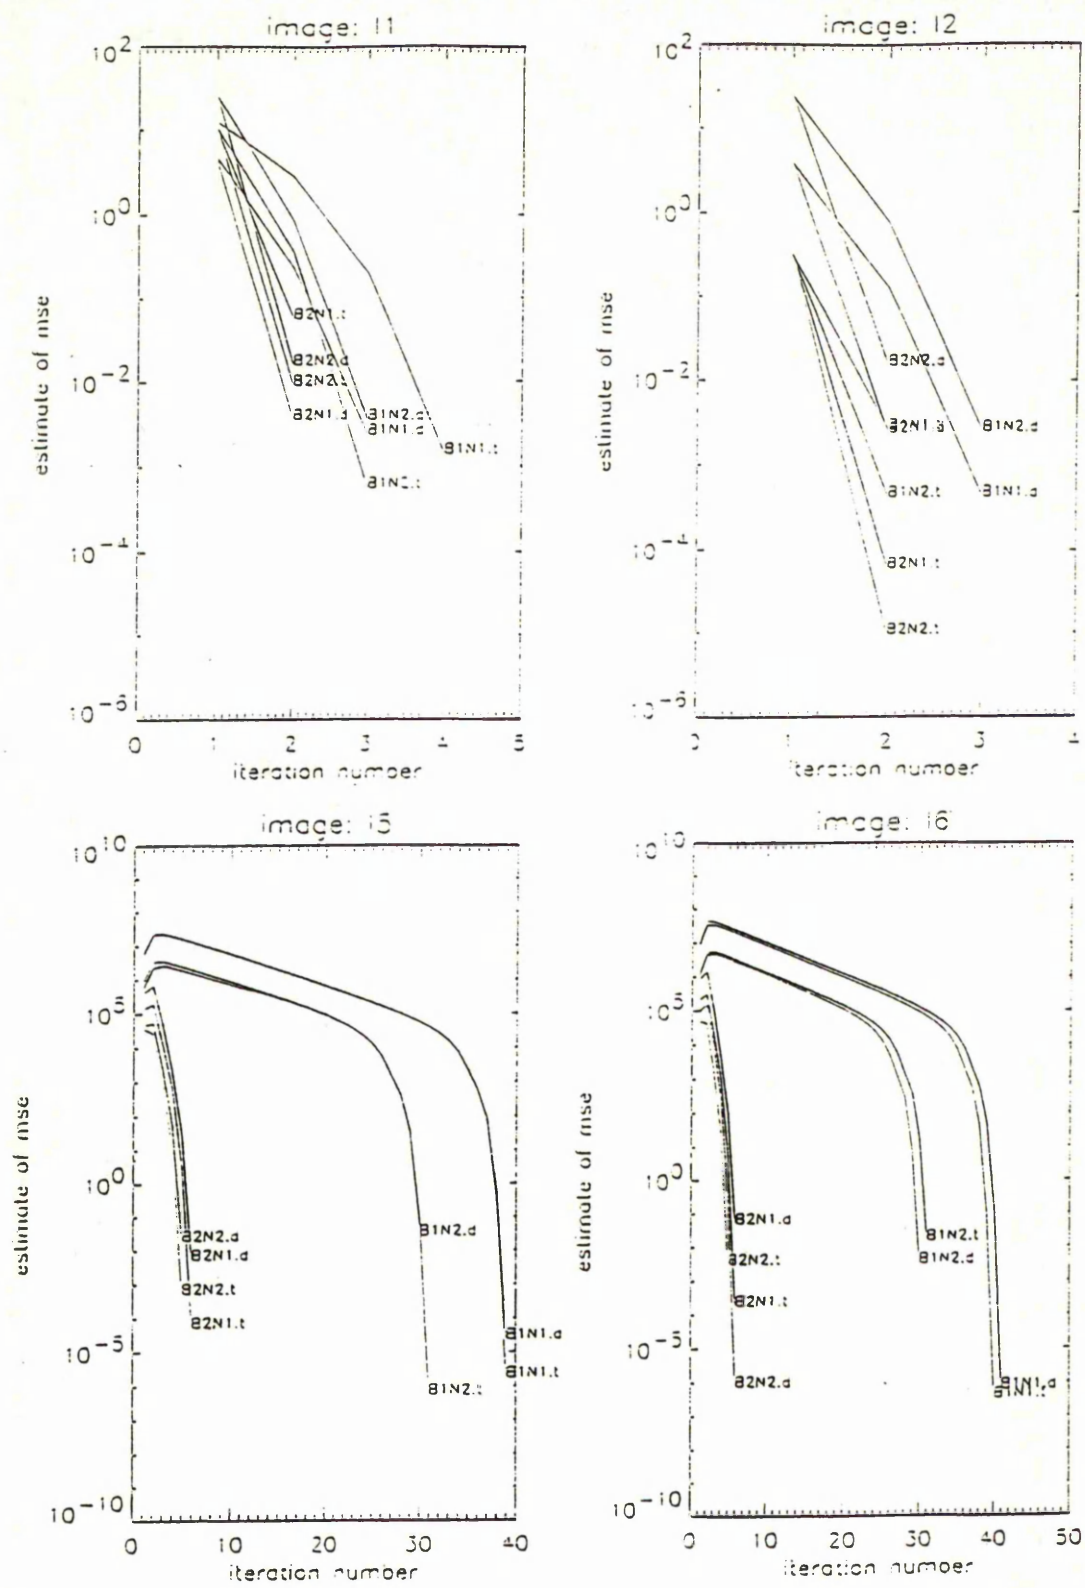 image: I1
10^2
10^0
10^-2
10^-4
10^-6
estimate of mse
B2N1.t
B2N2.d
B2N2.t
B2N1.d
B1N2.d
B1N1.d
B1N1.t
B1N2.t
0 1 2 3 4 5
iteration number
image: I2
10^2
10^0
10^-2
10^-4
10^-6
estimate of mse
B2N2.d
B2N1.d
B1N2.d
B1N2.t
B1N1.d
B2N1.t
B2N2.t
0 1 2 3 4
iteration number
image: I5
10^10
10^5
10^0
10^-5
10^-10
estimate of mse
B2N2.d
B2N1.d
B2N2.t
B2N1.t
B1N2.d
B1N1.d
B1N1.t
B1N2.t
0 10 20 30 40
iteration number
image: I6
10^10
10^5
10^0
10^-5
10^-10
estimate of mse
B2N1.d
B2N2.t
B2N1.t
B2N2.d
B1N2.t
B1N2.d
B1N1.d
B1N1.t
0 10 20 30 40 50
iteration number